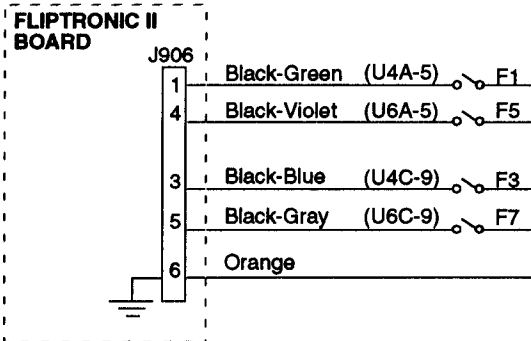 FLIPTRONIC II
BOARD
J906
1 Black-Green (U4A-5) F1
4 Black-Violet (U6A-5) F5
3 Black-Blue (U4C-9) F3
5 Black-Gray (U6C-9) F7
6 Orange